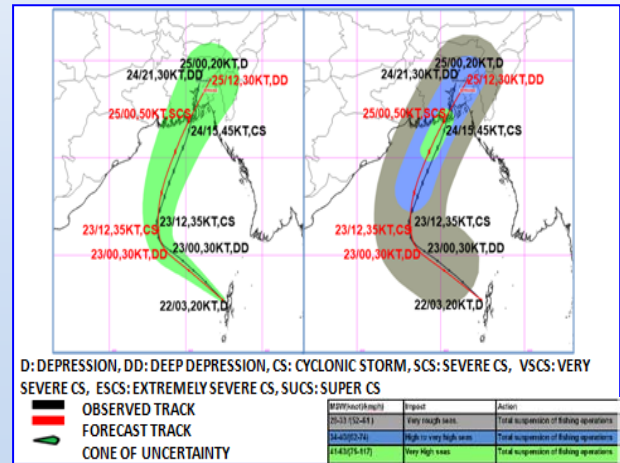 25/00,20KT,D
24/21,30KT,DD
25/12,30KT,DD
25/00,50KT,SCS
24/15,45KT,CS
23/12,35KT,CS
23/12,35KT,CS
23/00,30KT,DD
23/00,30KT,DD
22/03,20KT,D
25/00,20KT,D
24/21,30KT,DD
25/12,30KT,DD
25/00,50KT,SCS
24/15,45KT,CS
23/12,35KT,CS
23/12,35KT,CS
23/00,30KT,DD
23/00,30KT,DD
22/03,20KT,D
D: DEPRESSION, DD: DEEP DEPRESSION, CS: CYCLONIC STORM, SCS: SEVERE CS, VSCS: VERY
SEVERE CS, ESCS: EXTREMELY SEVERE CS, SUCS: SUPER CS
OBSERVED TRACK
FORECAST TRACK
CONE OF UNCERTAINTY
Impact Action
Very rough seas. Total suspension of fishing operations
High to very high seas Total suspension of fishing operations
Very High seas Total suspension of fishing operations